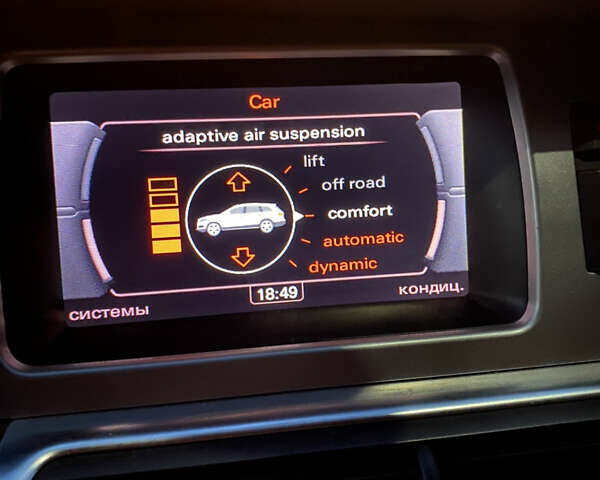 Car
adaptive air suspension
lift
off road
comfort
automatic
dynamic
18:49
системы
кондиц.